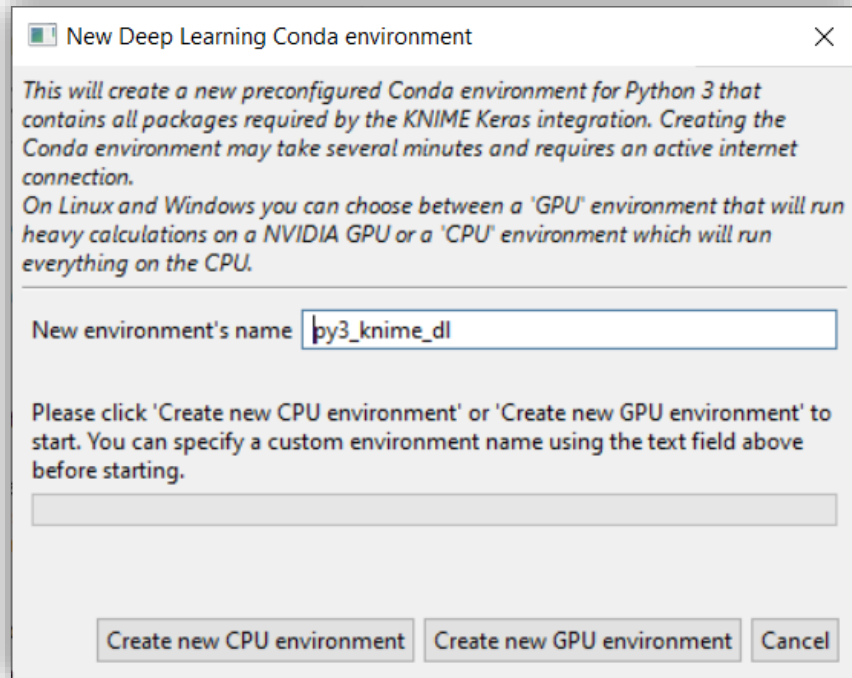 New Deep Learning Conda environment
This will create a new preconfigured Conda environment for Python 3 that
contains all packages required by the KNIME Keras integration. Creating the
Conda environment may take several minutes and requires an active internet
connection.
On Linux and Windows you can choose between a 'GPU' environment that will run
heavy calculations on a NVIDIA GPU or a 'CPU' environment which will run
everything on the CPU.
New environment's name py3_knime_dl
Please click 'Create new CPU environment' or 'Create new GPU environment' to
start. You can specify a custom environment name using the text field above
before starting.
Create new CPU environment Create new GPU environment Cancel